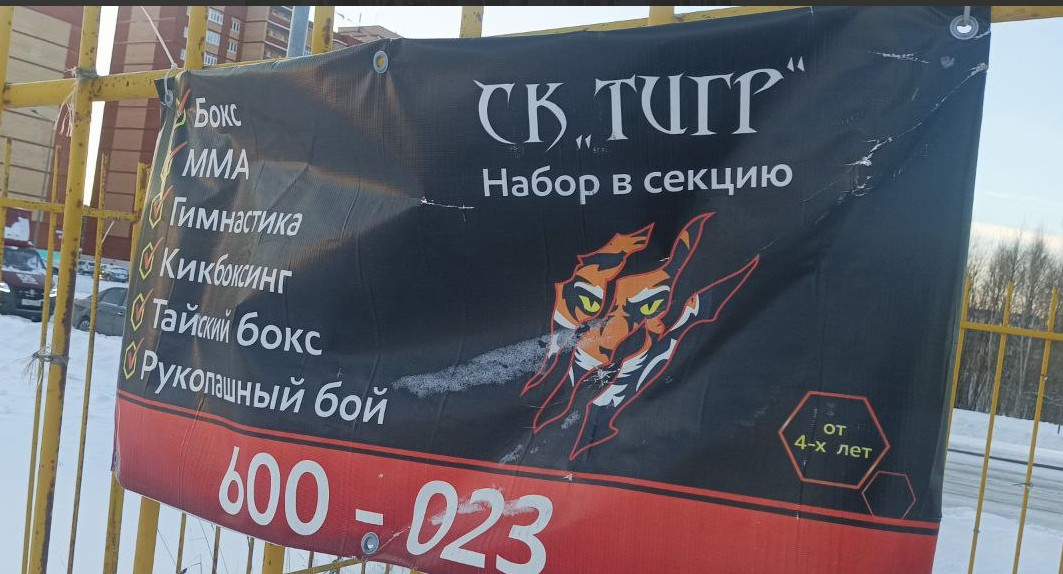 Бокс
ММА
Гимнастика
Кикбоксинг
Тайский бокс
Рукопашный бой
СК „ТИГР“
Набор в секцию
от
4-х лет
600 - 023